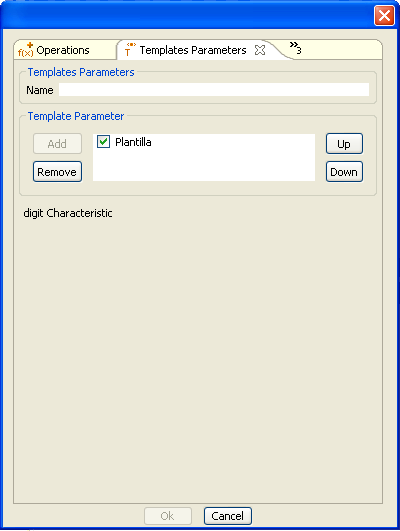 f(x) Operations T Templates Parameters 3
Templates Parameters
Name
Template Parameter
Add Plantilla Up
Remove Down
digit Characteristic
Ok Cancel